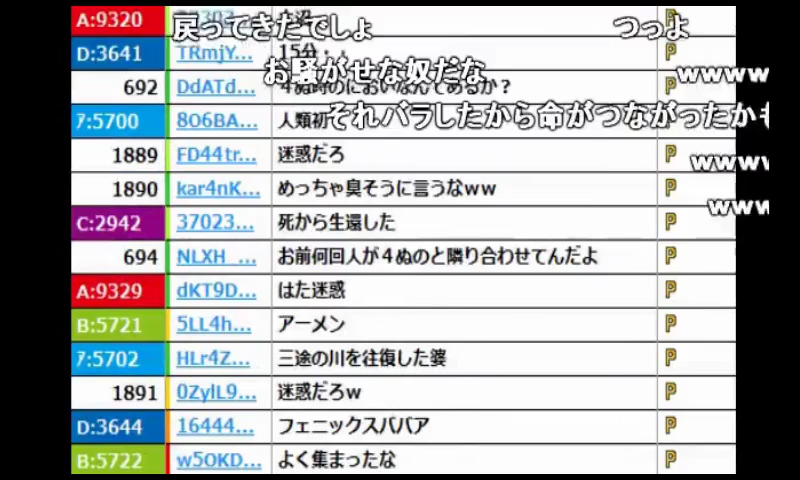 戻ってきだでしょ
つっよ
A:9320
D:3641 TRmjY... 15分・・ P
お騒がせな奴だな
wwwww
692 DdATd... 4ぬ時のにおいなんてあるか? P
7:5700 8O6BA... 人類初 P
それバラしたから命がつながったかも
1889 FD44tr... 迷惑だろ P
wwww
1890 kar4nK... めっちゃ臭そうに言うなww P
www
C:2942 37023... 死から生還した P
694 NLXH_... お前何回人が4ぬのと隣り合わせてんだよ P
A:9329 dKT9D... はた迷惑 P
B:5721 5LL4h... アーメン P
7:5702 HLr4Z... 三途の川を往復した婆 P
1891 0ZylL9... 迷惑だろw P
D:3644 16444... フェニックスババア P
B:5722 w5OKD... よく集まったな P